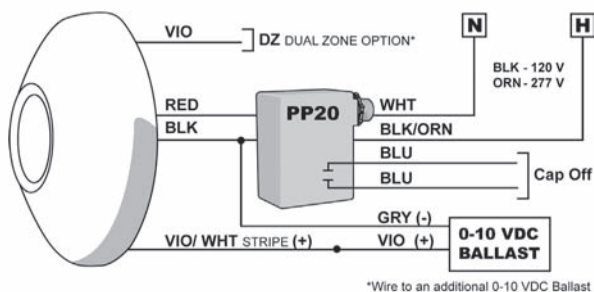 VIO
DZ DUAL ZONE OPTION*
N
H
BLK - 120 V
ORN - 277 V
RED
PP20
WHT
BLK
BLK/ORN
BLU
BLU
Cap Off
GRY (-)
VIO/ WHT STRIPE (+)
VIO (+)
0-10 VDC
BALLAST
*Wire to an additional 0-10 VDC Ballast